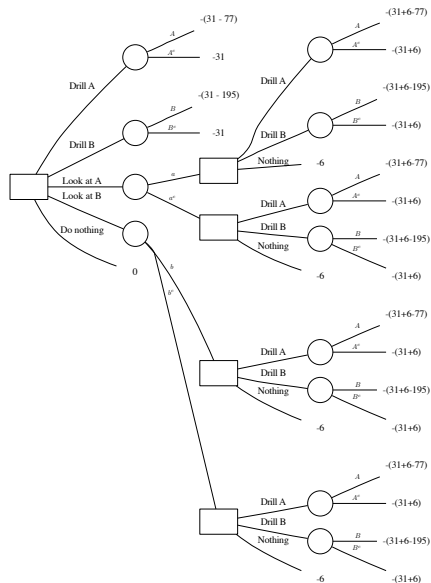 A
-(31 - 77)
Drill A
A^c
-31
B
-(31 - 195)
Drill B
B^c
-31
Look at A
Look at B
Do nothing
0
a
a^c
b
b^c
Drill A
A
-(31+6-77)
A^c
-(31+6)
Drill B
B
-(31+6-195)
B^c
-(31+6)
Nothing
-6
Drill A
A
-(31+6-77)
A^c
-(31+6)
Drill B
B
-(31+6-195)
B^c
-(31+6)
Nothing
-6
Drill A
A
-(31+6-77)
A^c
-(31+6)
Drill B
B
-(31+6-195)
B^c
-(31+6)
Nothing
-6
Drill A
A
-(31+6-77)
A^c
-(31+6)
Drill B
B
-(31+6-195)
B^c
-(31+6)
Nothing
-6